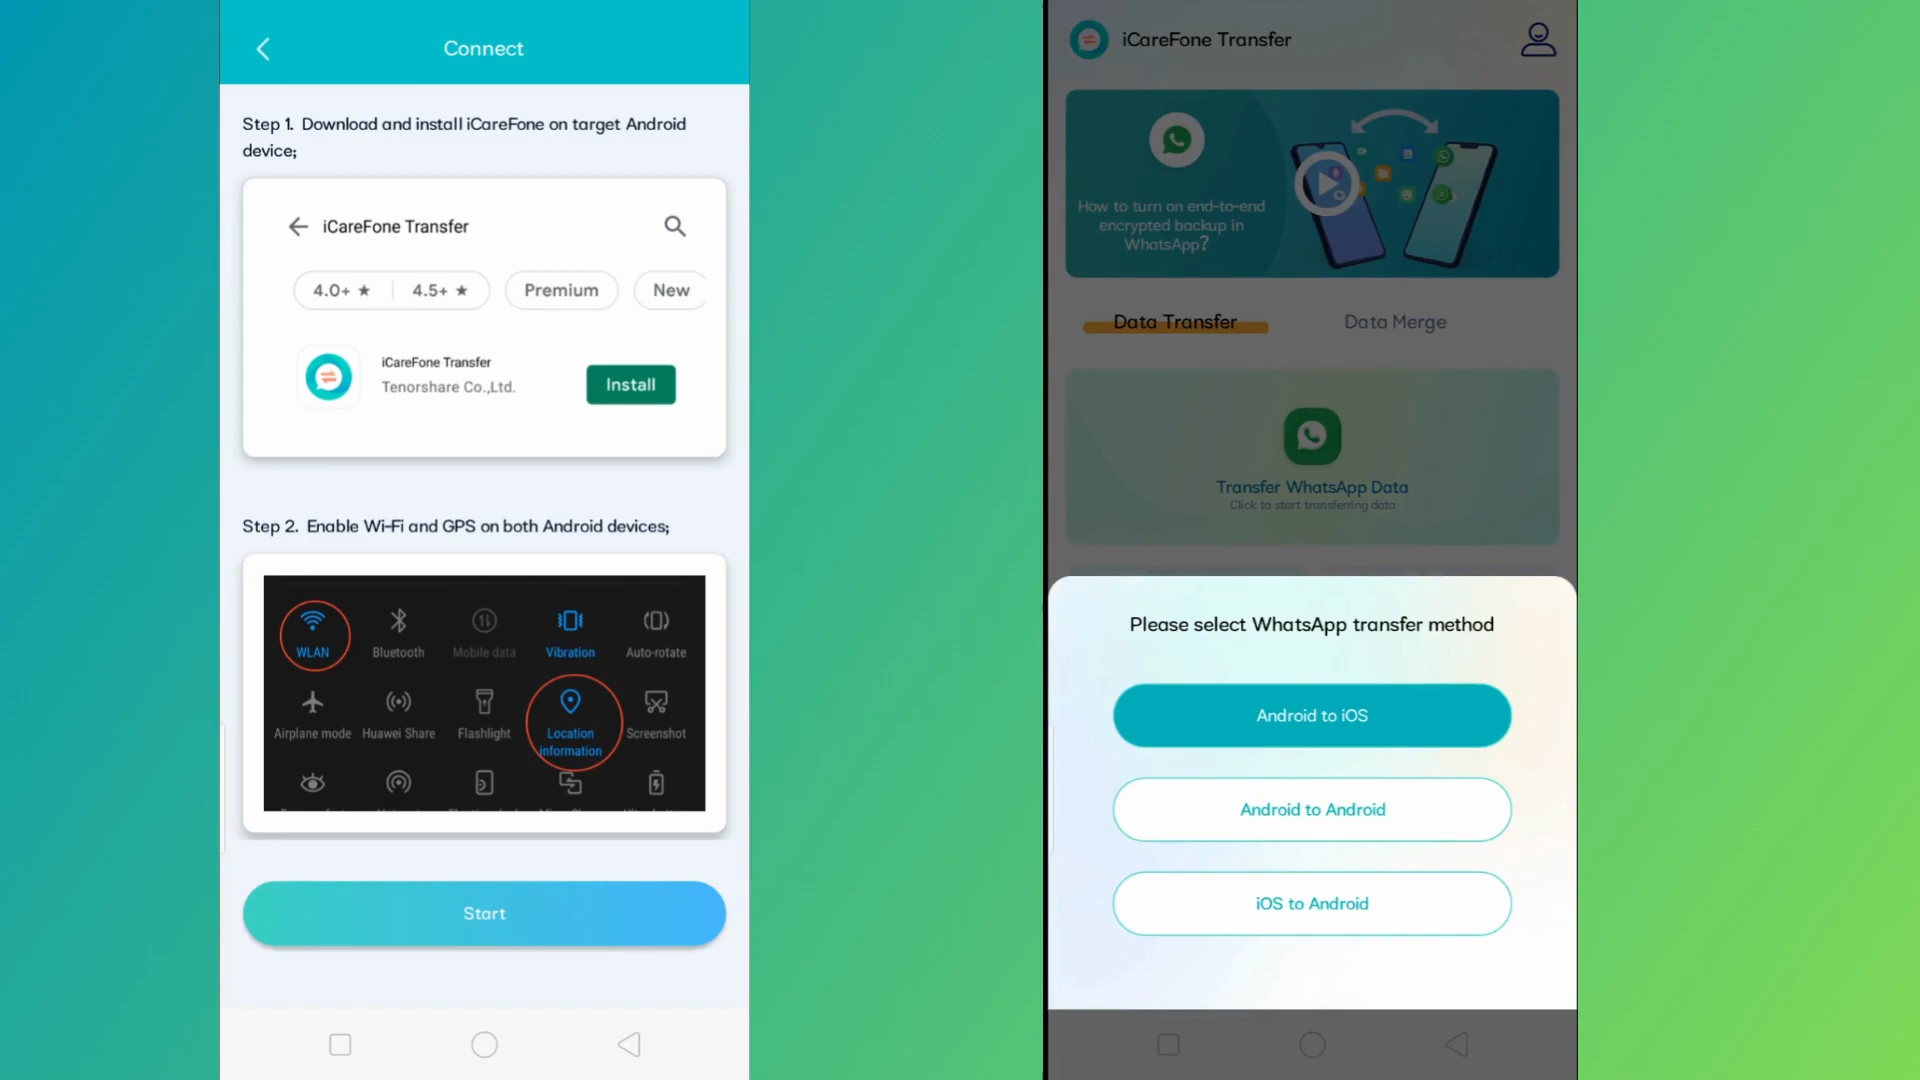 Connect
Step 1. Download and install iCareFone on target Android
device;
iCareFone Transfer
4.0+ ★ 4.5+ ★ Premium New
iCareFone Transfer
Tenorshare Co.,Ltd.
Install
Step 2. Enable Wi-Fi and GPS on both Android devices;
WLAN Bluetooth Mobile data Vibration Auto-rotate
Airplane mode Huawei Share Flashlight Location Screenshot
information
Start
iCareFone Transfer
How to turn on end-to-end
encrypted backup in
WhatsApp?
Data Transfer Data Merge
Transfer WhatsApp Data
Click to start transferring data
Please select WhatsApp transfer method
Android to iOS
Android to Android
iOS to Android